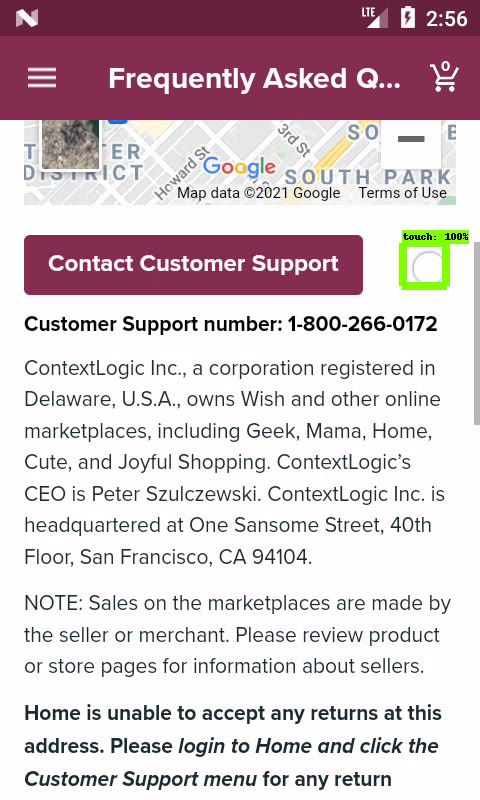 LTE 2:56
Frequently Asked Q... 0
3rd St
SO
ER
DISTRICT
Howard St
Google
SOUTH PARK
Map data ©2021 Google Terms of Use
Contact Customer Support
touch: 100%
Customer Support number: 1-800-266-0172
ContextLogic Inc., a corporation registered in
Delaware, U.S.A., owns Wish and other online
marketplaces, including Geek, Mama, Home,
Cute, and Joyful Shopping. ContextLogic’s
CEO is Peter Szulczewski. ContextLogic Inc. is
headquartered at One Sansome Street, 40th
Floor, San Francisco, CA 94104.
NOTE: Sales on the marketplaces are made by
the seller or merchant. Please review product
or store pages for information about sellers.
Home is unable to accept any returns at this
address. Please login to Home and click the
Customer Support menu for any return